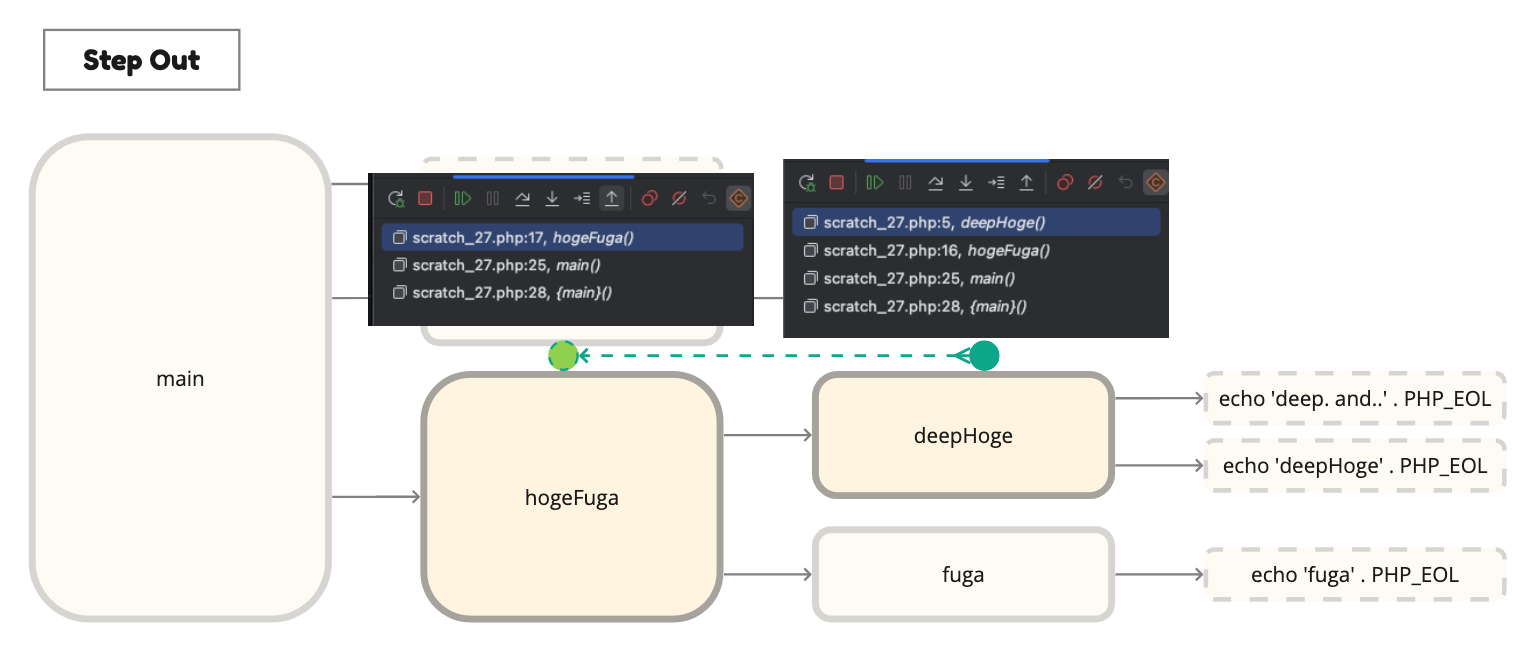 Step Out
scratch_27.php:17, hogeFuga()
scratch_27.php:25, main()
scratch_27.php:28, {main}()
scratch_27.php:5, deepHoge()
scratch_27.php:16, hogeFuga()
scratch_27.php:25, main()
scratch_27.php:28, {main}()
main
hogeFuga
deepHoge
echo 'deep. and..' . PHP_EOL
echo 'deepHoge' . PHP_EOL
fuga
echo 'fuga' . PHP_EOL